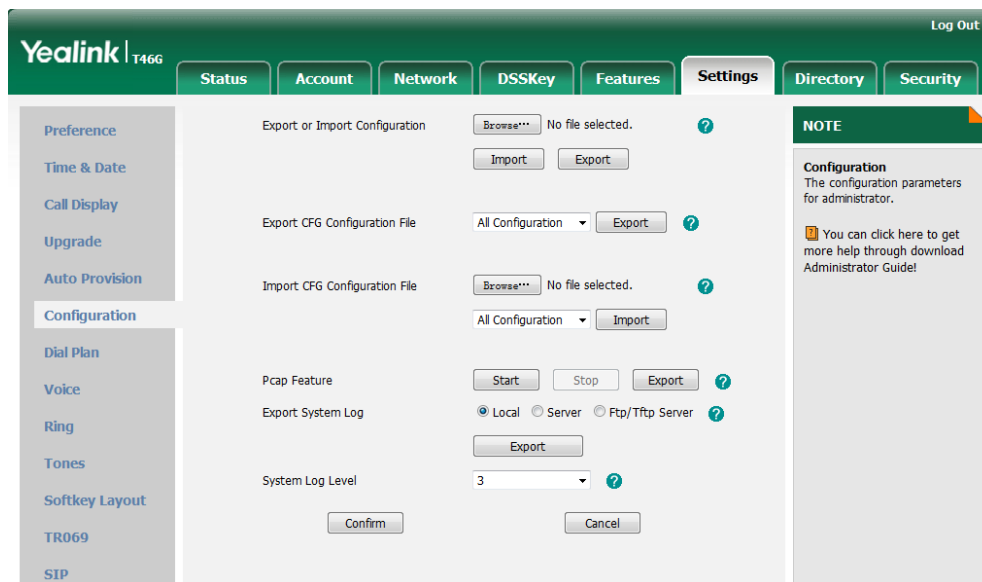 Log Out
Yealink | T46G
Status Account Network DSSKey Features Settings Directory Security
Preference
Time & Date
Call Display
Upgrade
Auto Provision
Configuration
Dial Plan
Voice
Ring
Tones
Softkey Layout
TR069
SIP
Export or Import Configuration Browse... No file selected. ?
Import Export
Export CFG Configuration File All Configuration Export ?
Import CFG Configuration File Browse... No file selected. ?
All Configuration Import
Pcap Feature Start Stop Export ?
Export System Log Local Server Ftp/Tftp Server ?
Export
System Log Level 3 ?
Confirm Cancel
NOTE
Configuration
The configuration parameters
for administrator.
? You can click here to get
more help through download
Administrator Guide!